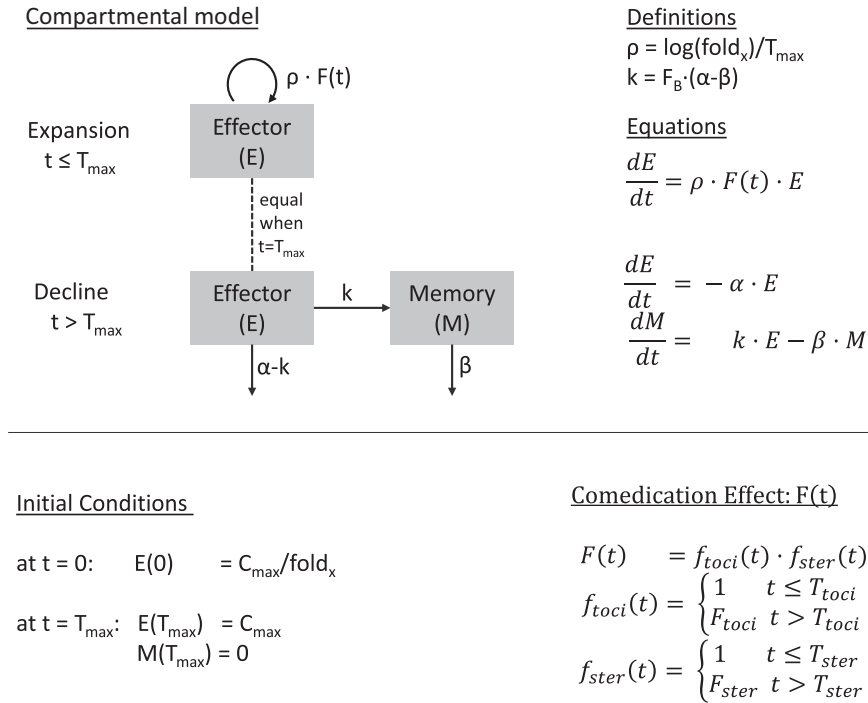 Compartmental model
ρ · F(t)
Expansion
t ≤ T_max
Effector
(E)
equal
when
t=T_max
Decline
t > T_max
Effector
(E)
k
Memory
(M)
α-k
β
Definitions
ρ = log(fold_x)/T_max
k = F_B·(α-β)
Equations
dE/dt = ρ · F(t) · E
dE/dt = − α · E
dM/dt = k · E − β · M
Initial Conditions
at t = 0: E(0) = C_max/fold_x
at t = T_max: E(T_max) = C_max
M(T_max) = 0
Comedication Effect: F(t)
F(t) = f_toci(t) · f_ster(t)
f_toci(t) = {1 t ≤ T_toci
F_toci t > T_toci
f_ster(t) = {1 t ≤ T_ster
F_ster t > T_ster